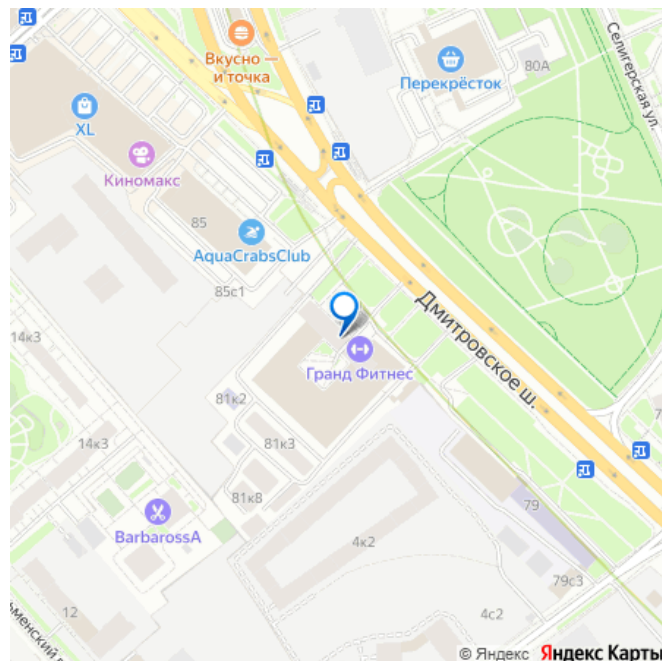 Вкусно —
и точка
Перекрёсток
80А
Селигерская ул.
XL
Киномакс
85
AquaCrabsClub
85с1
Дмитровское ш.
14к3
Гранд Фитнес
81к2
81к3
14к3
81к8
79
BarbarossA
4к2
79с3
12
4с2
© Яндекс Яндекс Карты